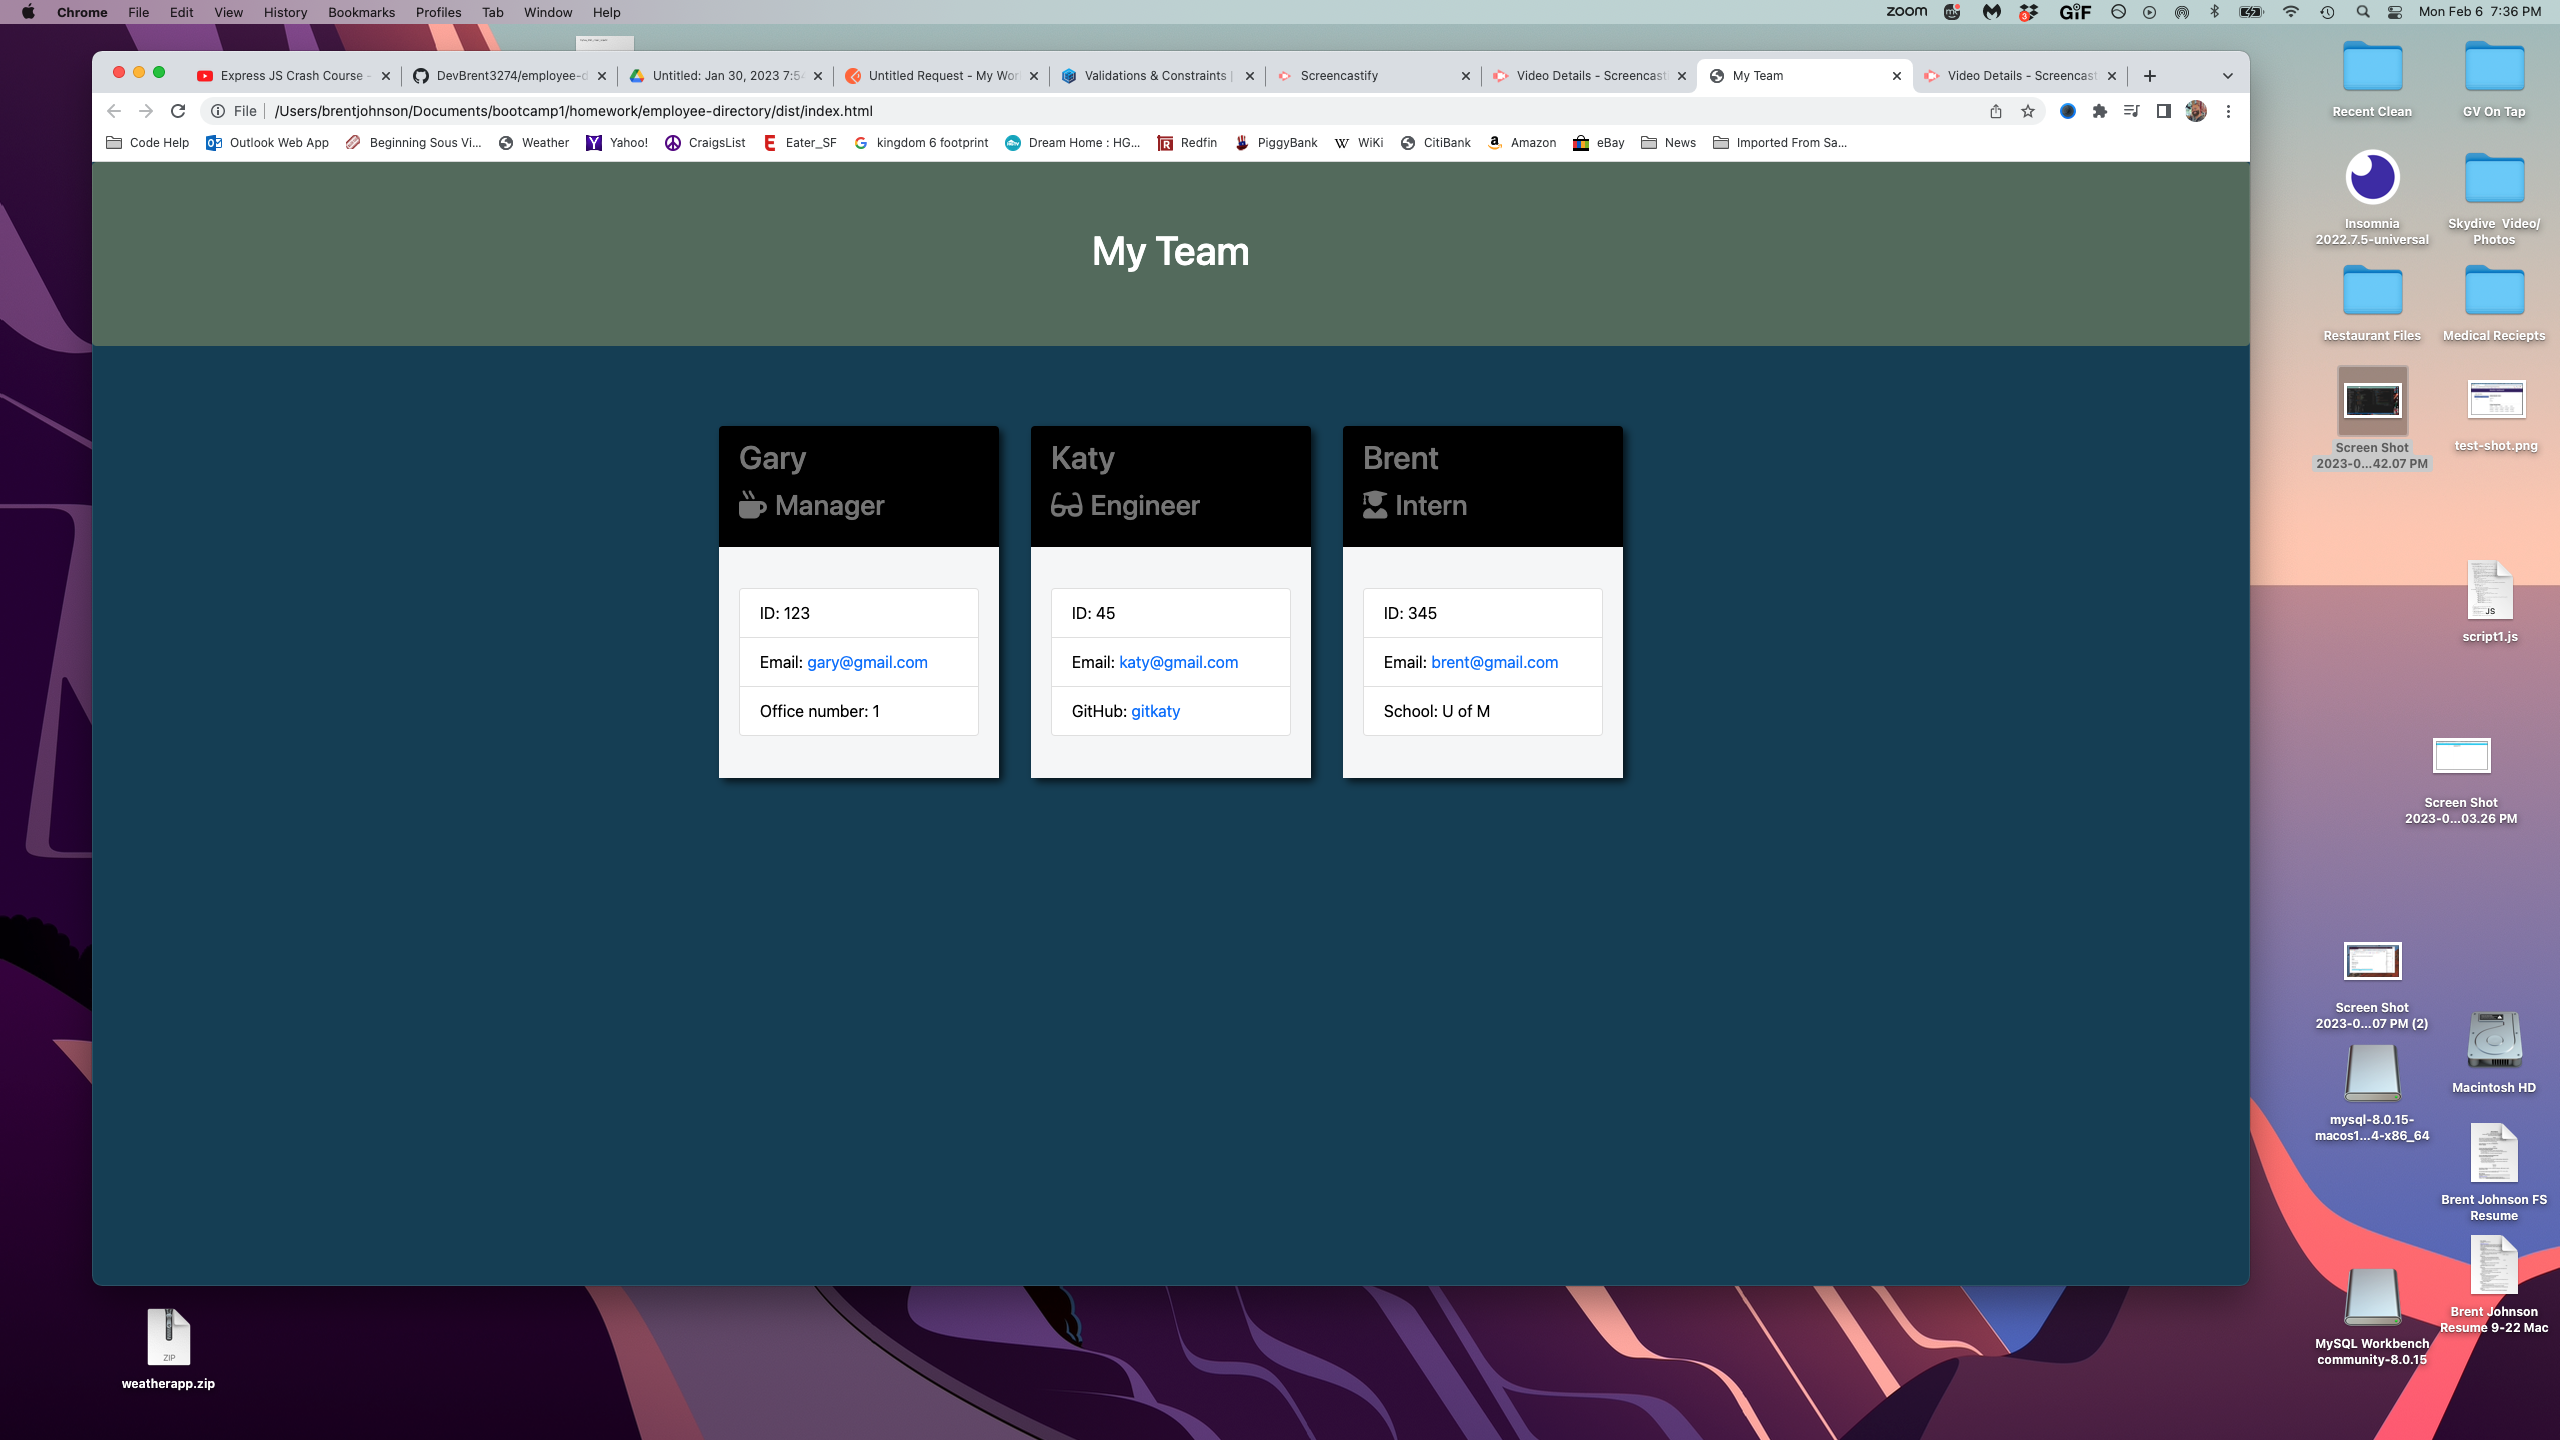 Chrome File Edit View History Bookmarks Profiles Tab Window Help
zoom 3 GIF Mon Feb 6 7:36 PM
Express JS Crash Course - DevBrent3274/employee-d Untitled: Jan 30, 2023 7:54 Untitled Request - My Wor Validations & Constraints | Screencastify Video Details - Screencasti My Team Video Details - Screencast
File /Users/brentjohnson/Documents/bootcamp1/homework/employee-directory/dist/index.html
Code Help Outlook Web App Beginning Sous Vi... Weather Yahoo! CraigsList Eater_SF kingdom 6 footprint Dream Home : HG... Redfin PiggyBank WiKi CitiBank Amazon eBay News Imported From Sa...
My Team
Gary
Manager
ID: 123
Email: gary@gmail.com
Office number: 1
Katy
Engineer
ID: 45
Email: katy@gmail.com
GitHub: gitkaty
Brent
Intern
ID: 345
Email: brent@gmail.com
School: U of M
Recent Clean
GV On Tap
Insomnia
2022.7.5-universal
Skydive Video/
Photos
Restaurant Files
Medical Reciepts
Screen Shot
2023-0...42.07 PM
test-shot.png
JS
script1.js
Screen Shot
2023-0...03.26 PM
Screen Shot
2023-0...07 PM (2)
Macintosh HD
mysql-8.0.15-
macos1...4-x86_64
Brent Johnson FS
Resume
Brent Johnson
Resume 9-22 Mac
MySQL Workbench
community-8.0.15
ZIP
weatherapp.zip